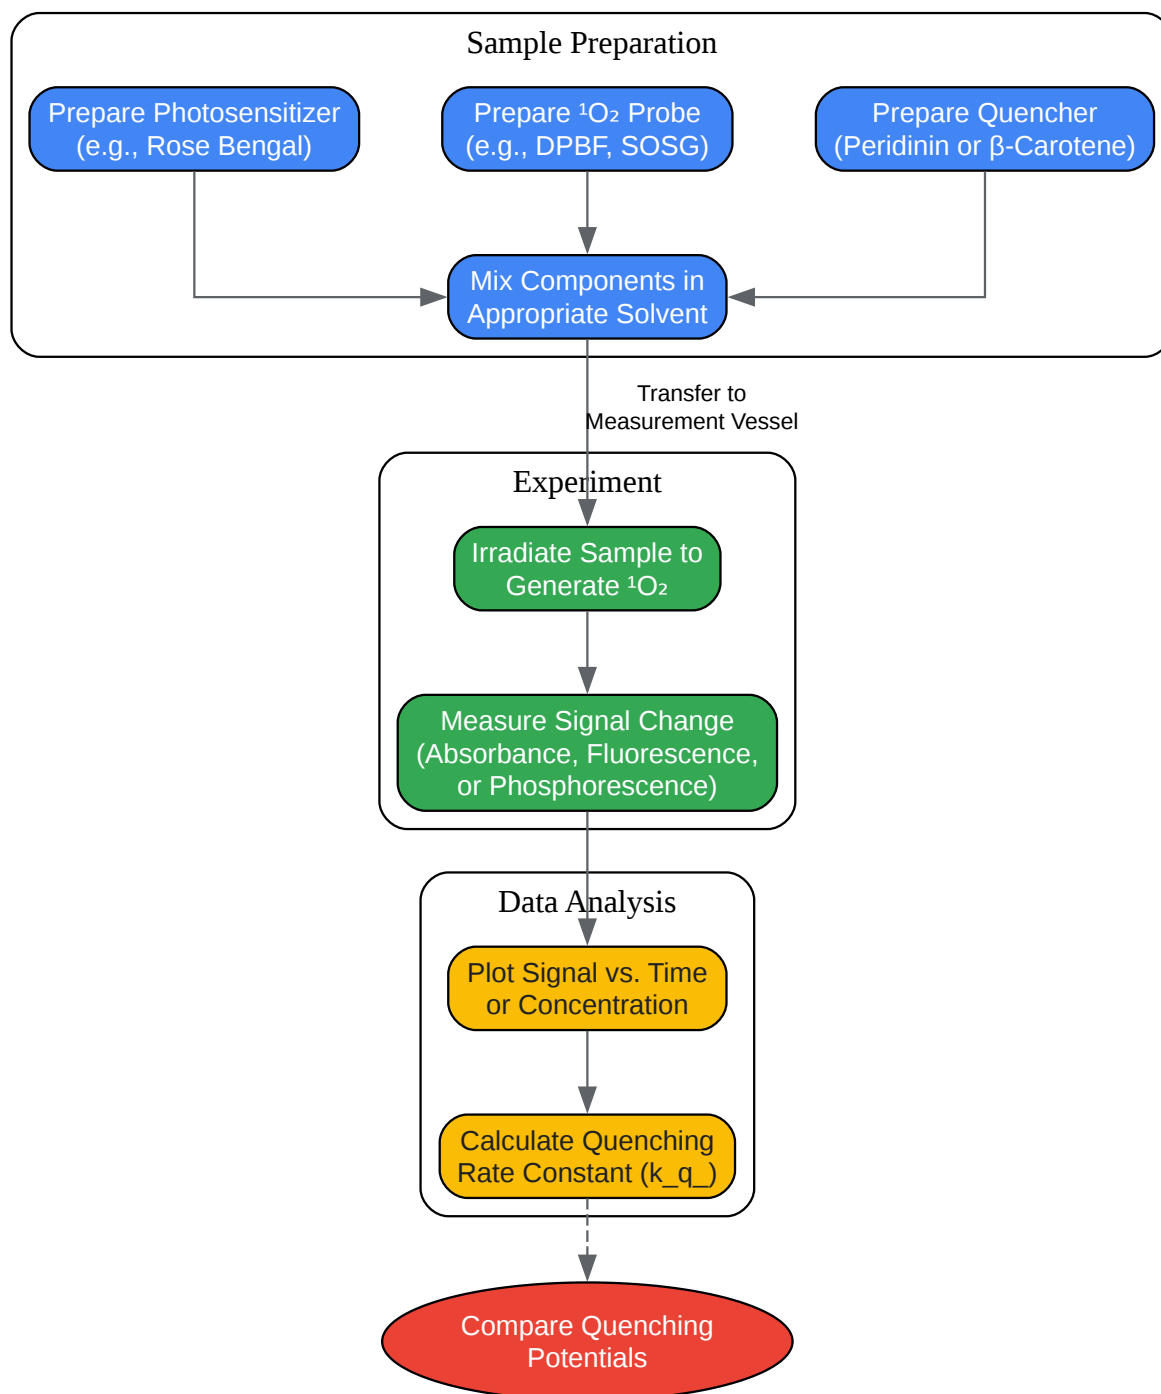 Sample Preparation
Prepare Photosensitizer
(e.g., Rose Bengal)
Prepare ¹O₂ Probe
(e.g., DPBF, SOSG)
Prepare Quencher
(Peridinin or β-Carotene)
Mix Components in
Appropriate Solvent
Transfer to
Measurement Vessel
Experiment
Irradiate Sample to
Generate ¹O₂
Measure Signal Change
(Absorbance, Fluorescence,
or Phosphorescence)
Data Analysis
Plot Signal vs. Time
or Concentration
Calculate Quenching
Rate Constant (k_q_)
Compare Quenching
Potentials